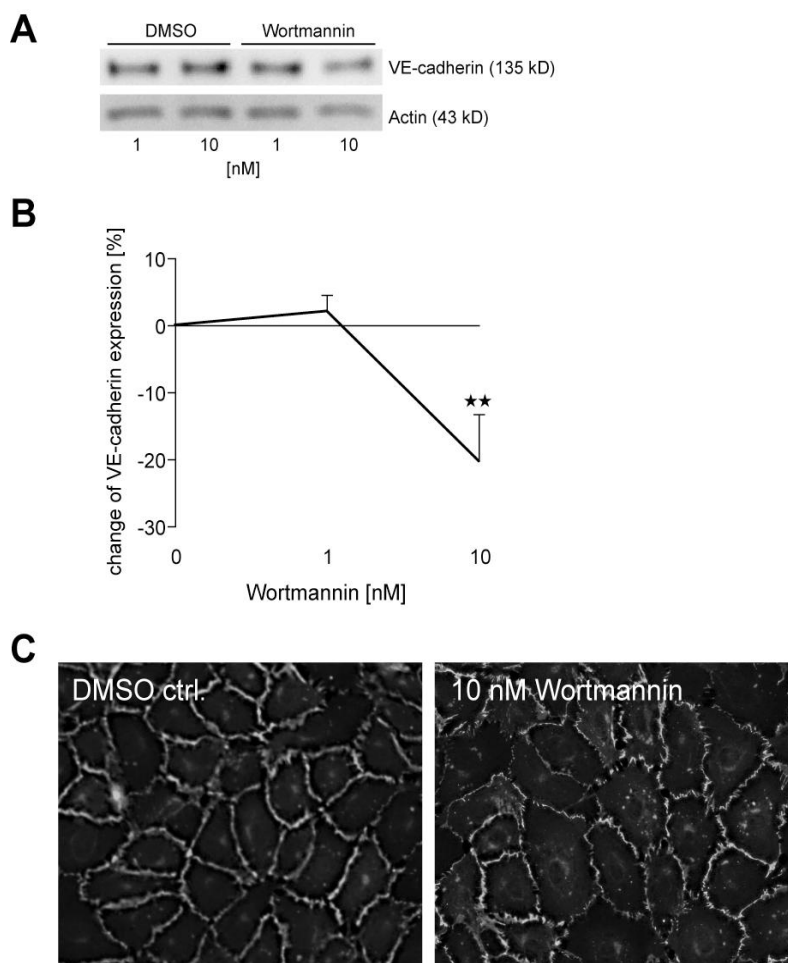 A
DMSO Wortmannin
VE-cadherin (135 kD)
Actin (43 kD)
1 10 1 10
[nM]
B
change of VE-cadherin expression [%]
10
0
-10
★★
-20
-30
0 1 10
Wortmannin [nM]
C
DMSO ctrl. 10 nM Wortmannin